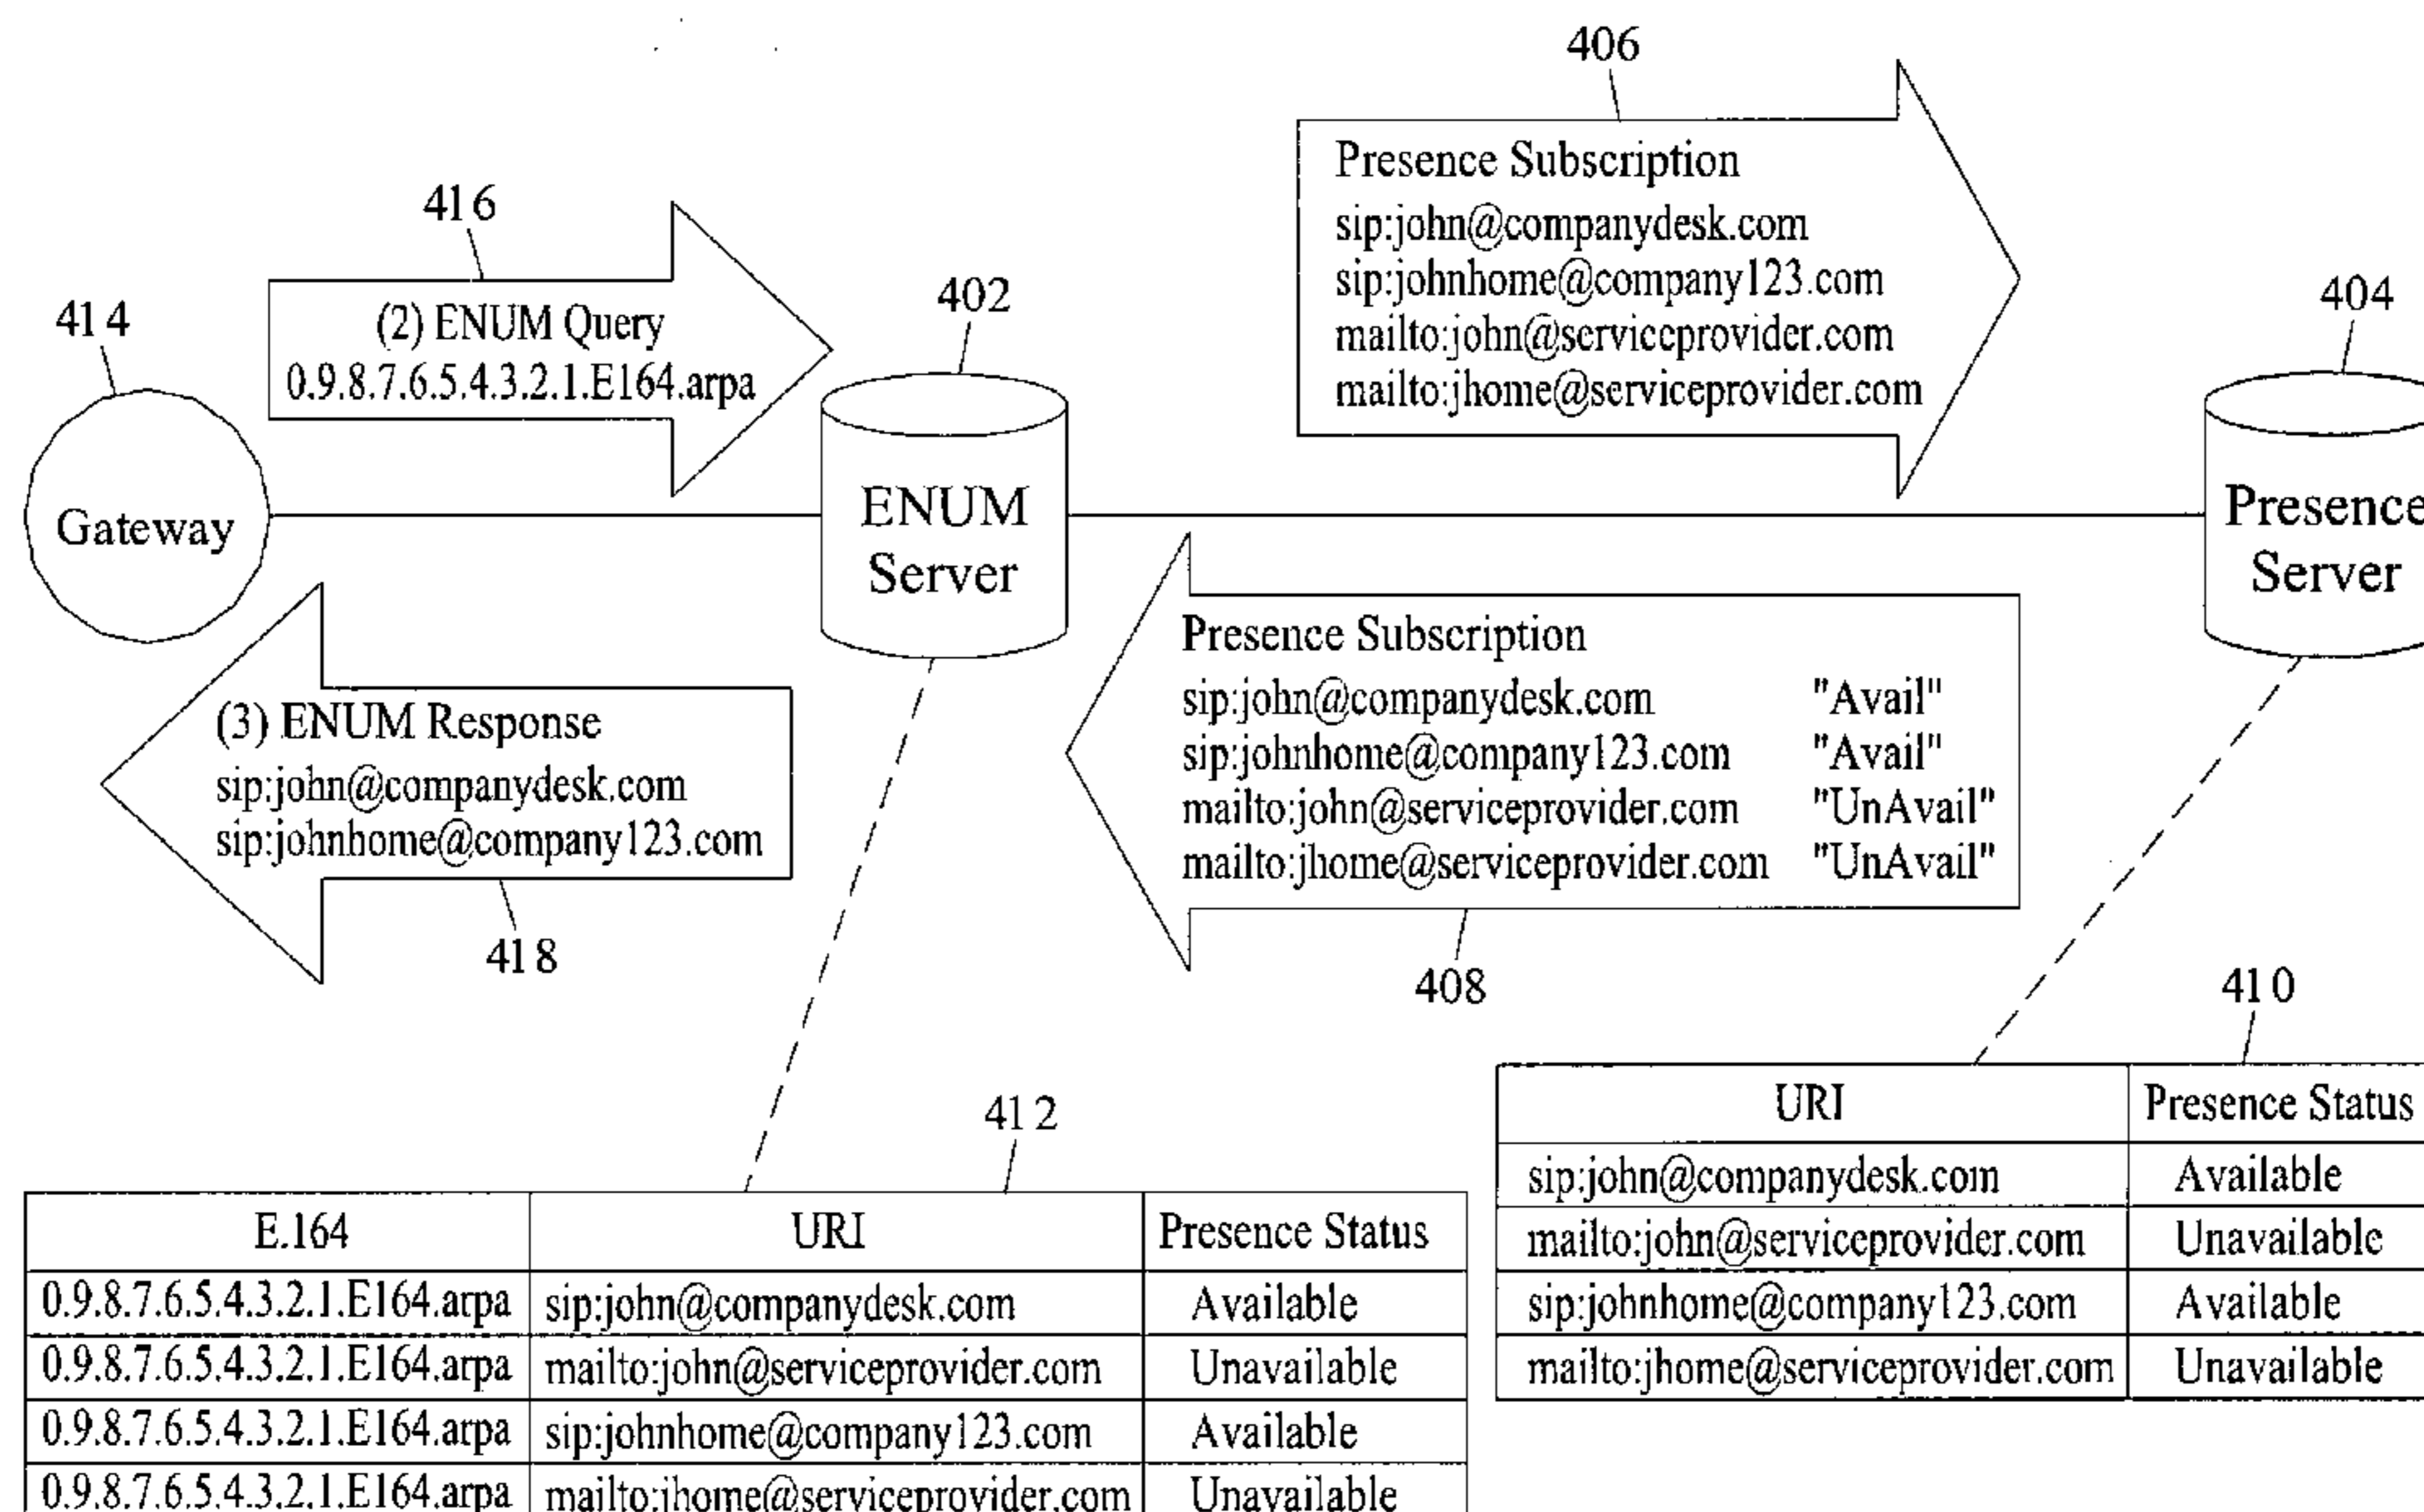 406
Presence Subscription
sip:john@companydesk.com
sip:johnhome@company123.com
mailto:john@serviceprovider.com
mailto:jhome@serviceprovider.com
416
(2) ENUM Query
0.9.8.7.6.5.4.3.2.1.E164.arpa
414
Gateway
402
ENUM
Server
404
Presence
Server
(3) ENUM Response
sip:john@companydesk.com
sip:johnhome@company123.com
418
Presence Subscription
sip:john@companydesk.com "Avail"
sip:johnhome@company123.com "Avail"
mailto:john@serviceprovider.com "UnAvail"
mailto:jhome@serviceprovider.com "UnAvail"
408
410
URI Presence Status
sip:john@companydesk.com Available
mailto:john@serviceprovider.com Unavailable
sip:johnhome@company123.com Available
mailto:jhome@serviceprovider.com Unavailable
412
E.164 URI Presence Status
0.9.8.7.6.5.4.3.2.1.E164.arpa sip:john@companydesk.com Available
0.9.8.7.6.5.4.3.2.1.E164.arpa mailto:john@serviceprovider.com Unavailable
0.9.8.7.6.5.4.3.2.1.E164.arpa sip:johnhome@company123.com Available
0.9.8.7.6.5.4.3.2.1.E164.arpa mailto:jhome@serviceprovider.com Unavailable